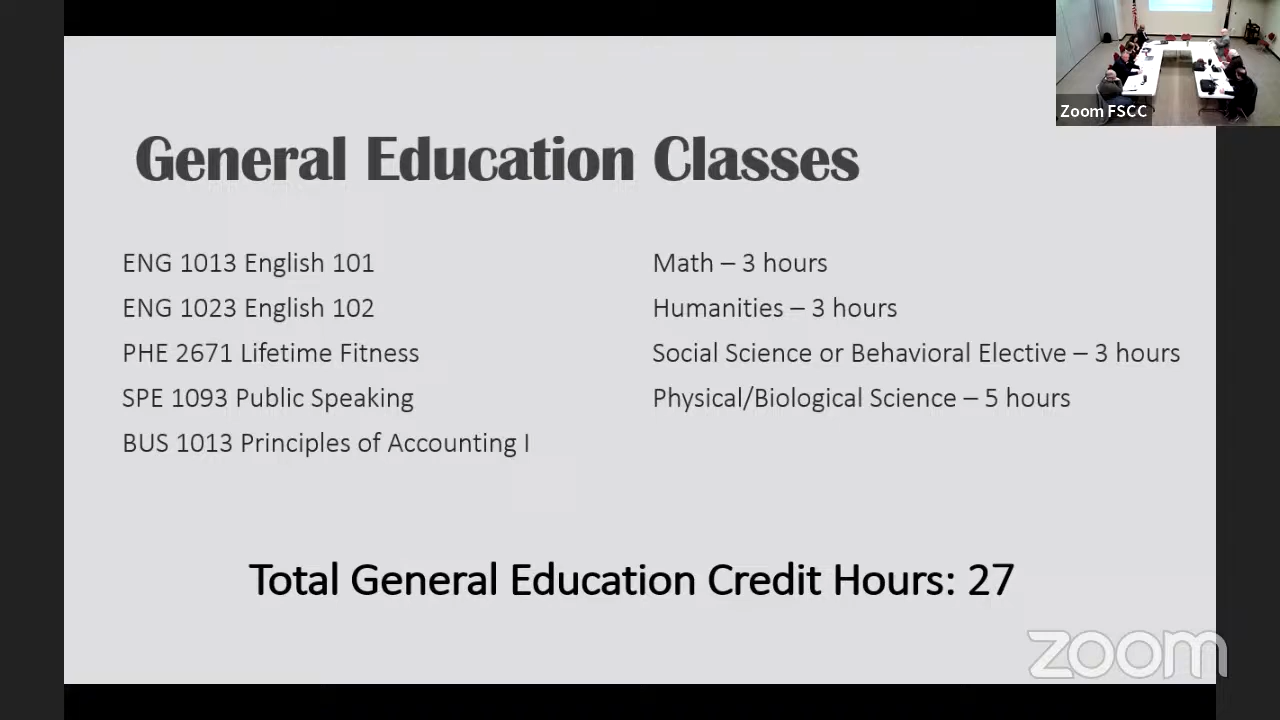 Zoom FSCC
General Education Classes
ENG 1013 English 101
ENG 1023 English 102
PHE 2671 Lifetime Fitness
SPE 1093 Public Speaking
BUS 1013 Principles of Accounting I
Math – 3 hours
Humanities – 3 hours
Social Science or Behavioral Elective – 3 hours
Physical/Biological Science – 5 hours
Total General Education Credit Hours: 27
zoom